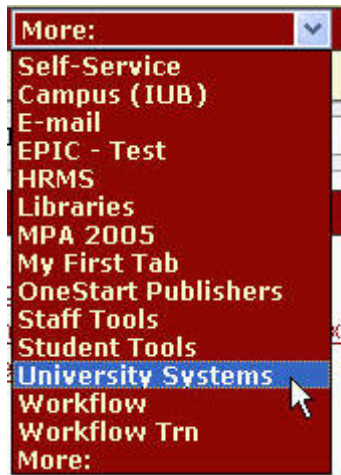 More:
Self-Service
Campus (IUB)
E-mail
EPIC - Test
HRMS
Libraries
MPA 2005
My First Tab
OneStart Publishers
Staff Tools
Student Tools
University Systems
Workflow
Workflow Trn
More: